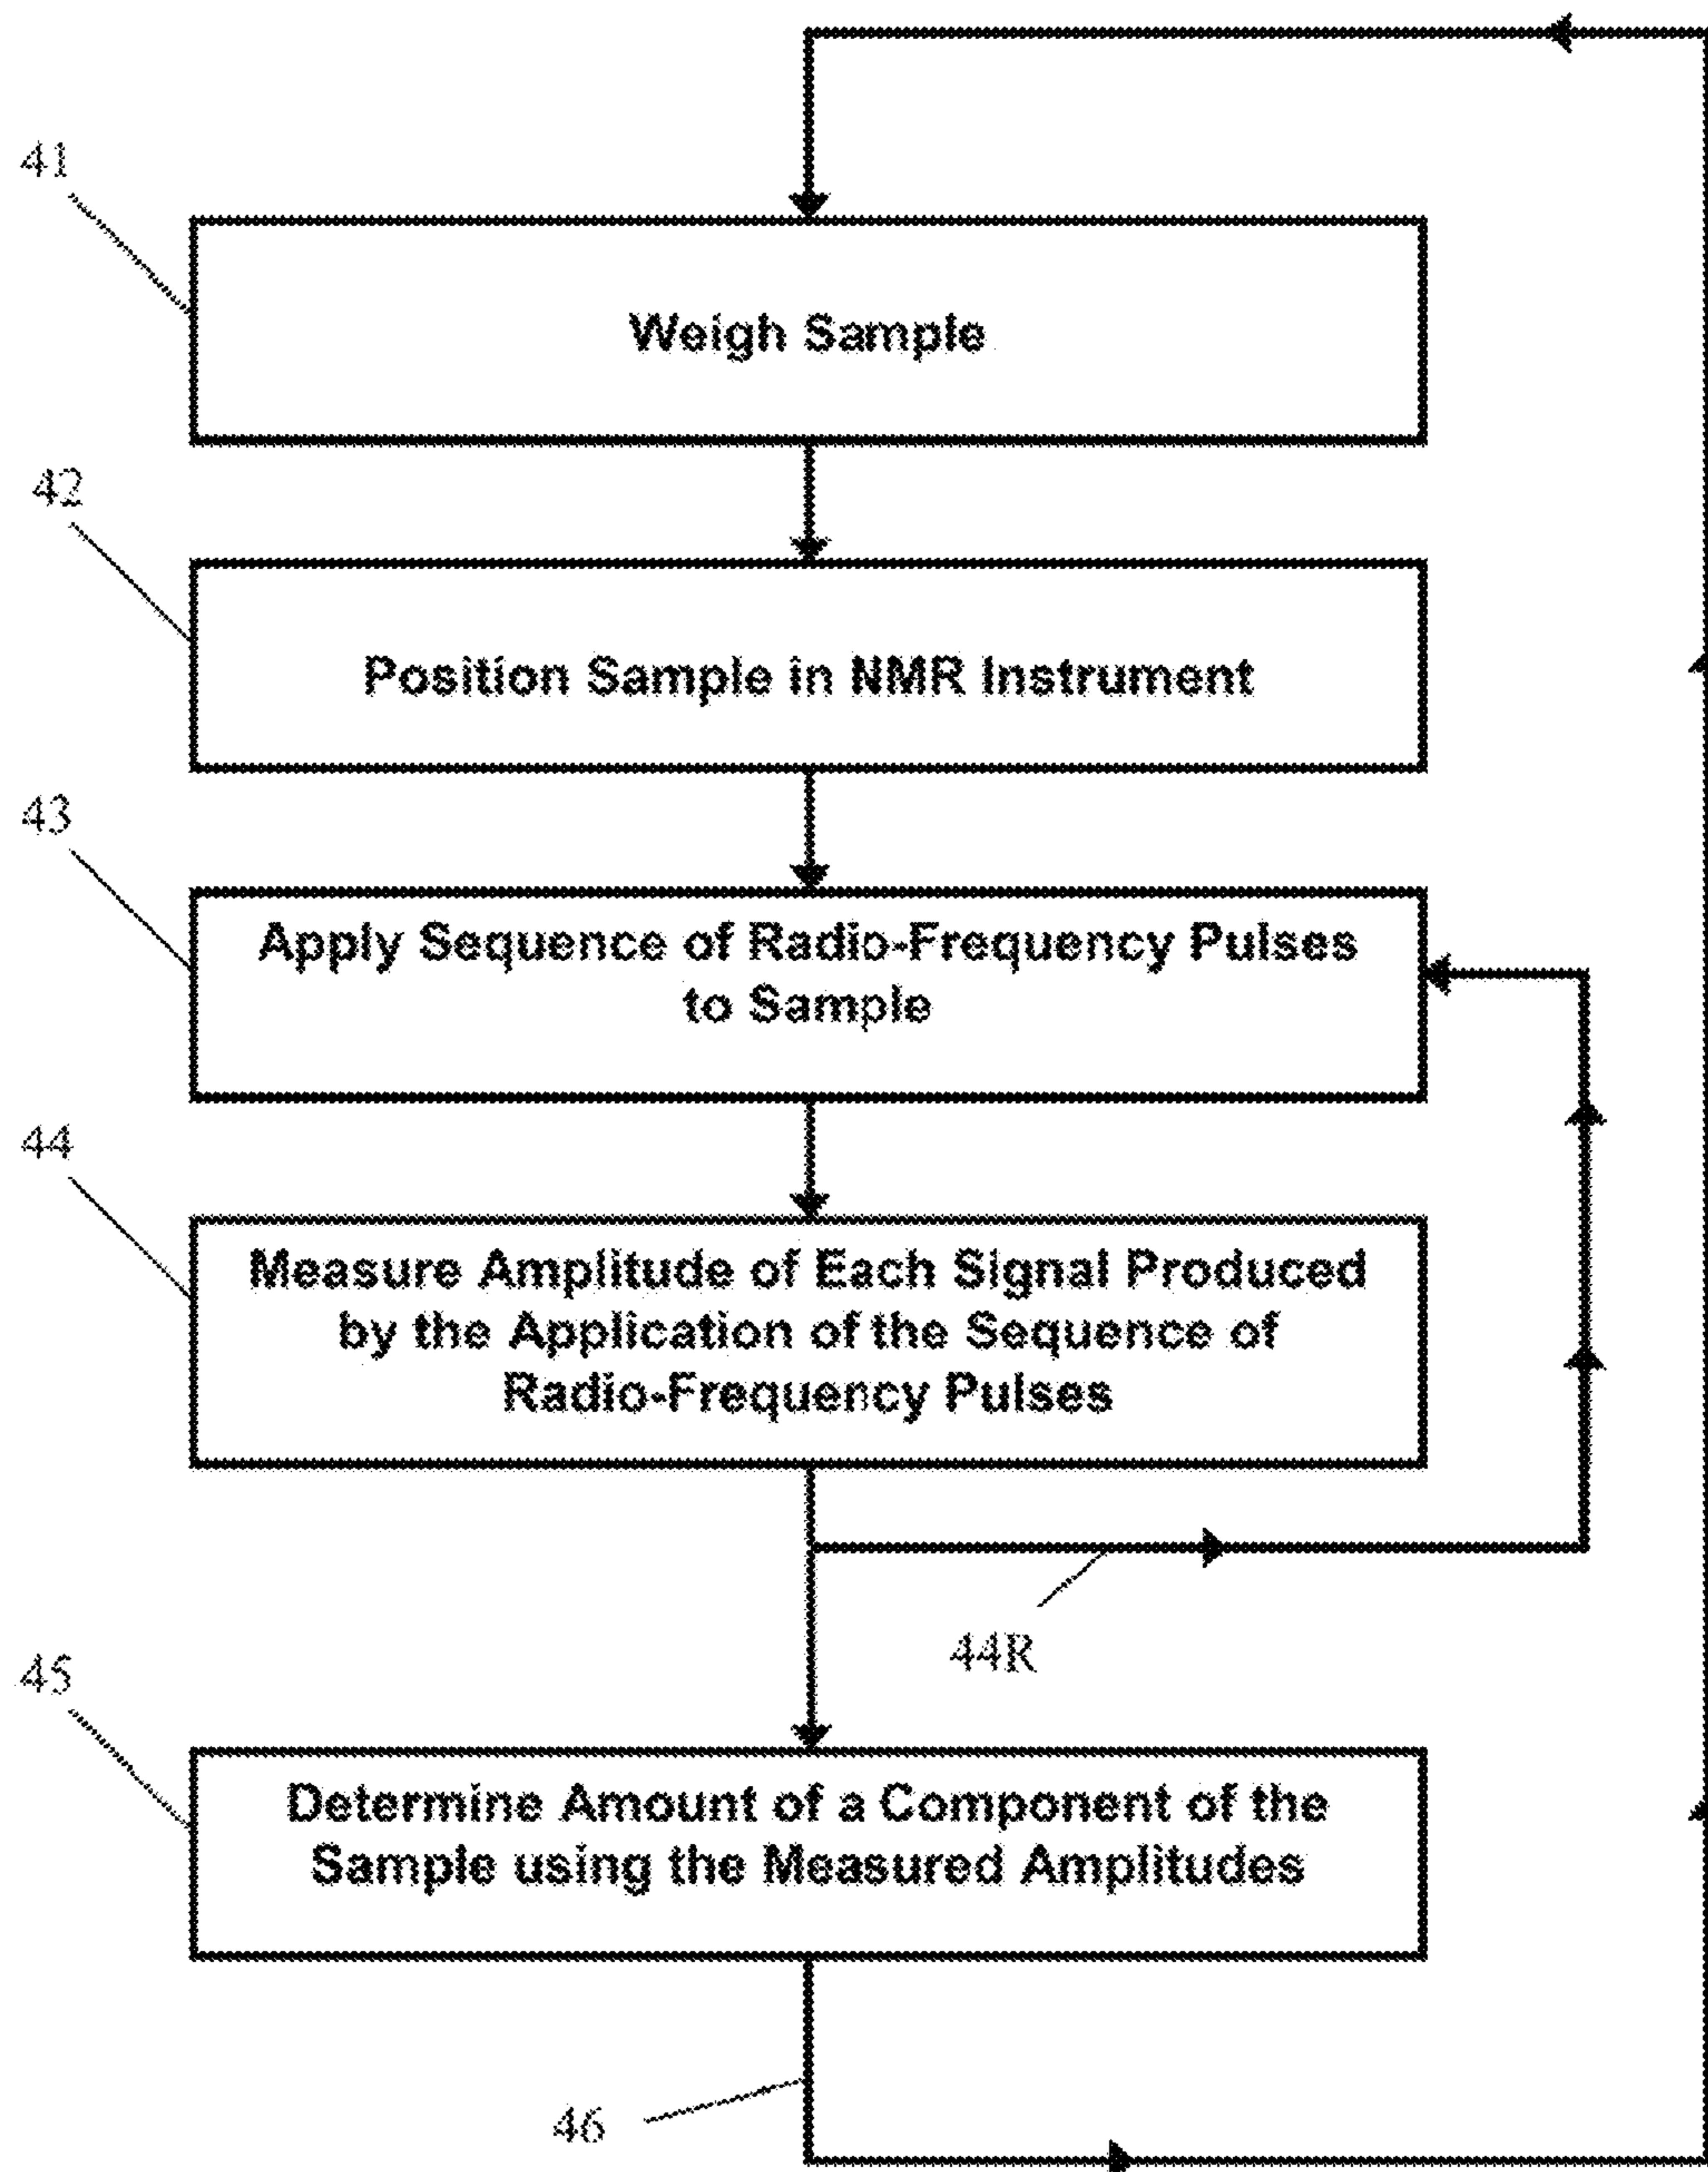 41
Weigh Sample
42
Position Sample in NMR Instrument
43
Apply Sequence of Radio-Frequency Pulses
to Sample
44
Measure Amplitude of Each Signal Produced
by the Application of the Sequence of
Radio-Frequency Pulses
44R
45
Determine Amount of a Component of the
Sample using the Measured Amplitudes
46